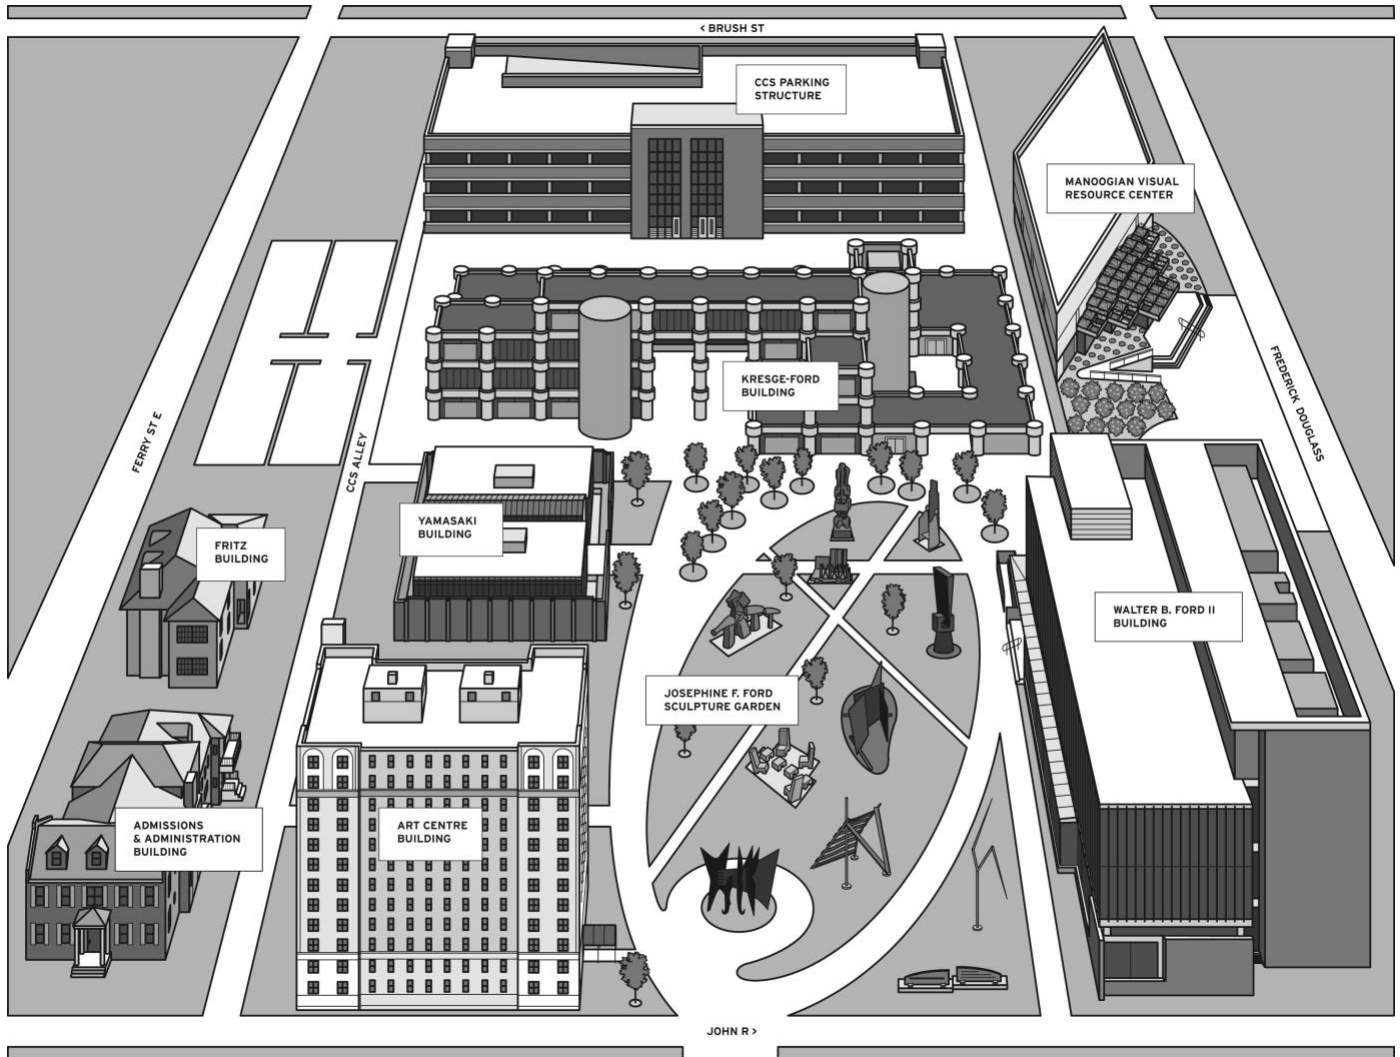 < BRUSH ST
CCS PARKING
STRUCTURE
MANOOGIAN VISUAL
RESOURCE CENTER
KRESGE-FORD
BUILDING
FREDERICK DOUGLASS
FERRY ST E
CCS ALLEY
YAMASAKI
BUILDING
FRITZ
BUILDING
WALTER B. FORD II
BUILDING
JOSEPHINE F. FORD
SCULPTURE GARDEN
ADMISSIONS
& ADMINISTRATION
BUILDING
ART CENTRE
BUILDING
JOHN R >